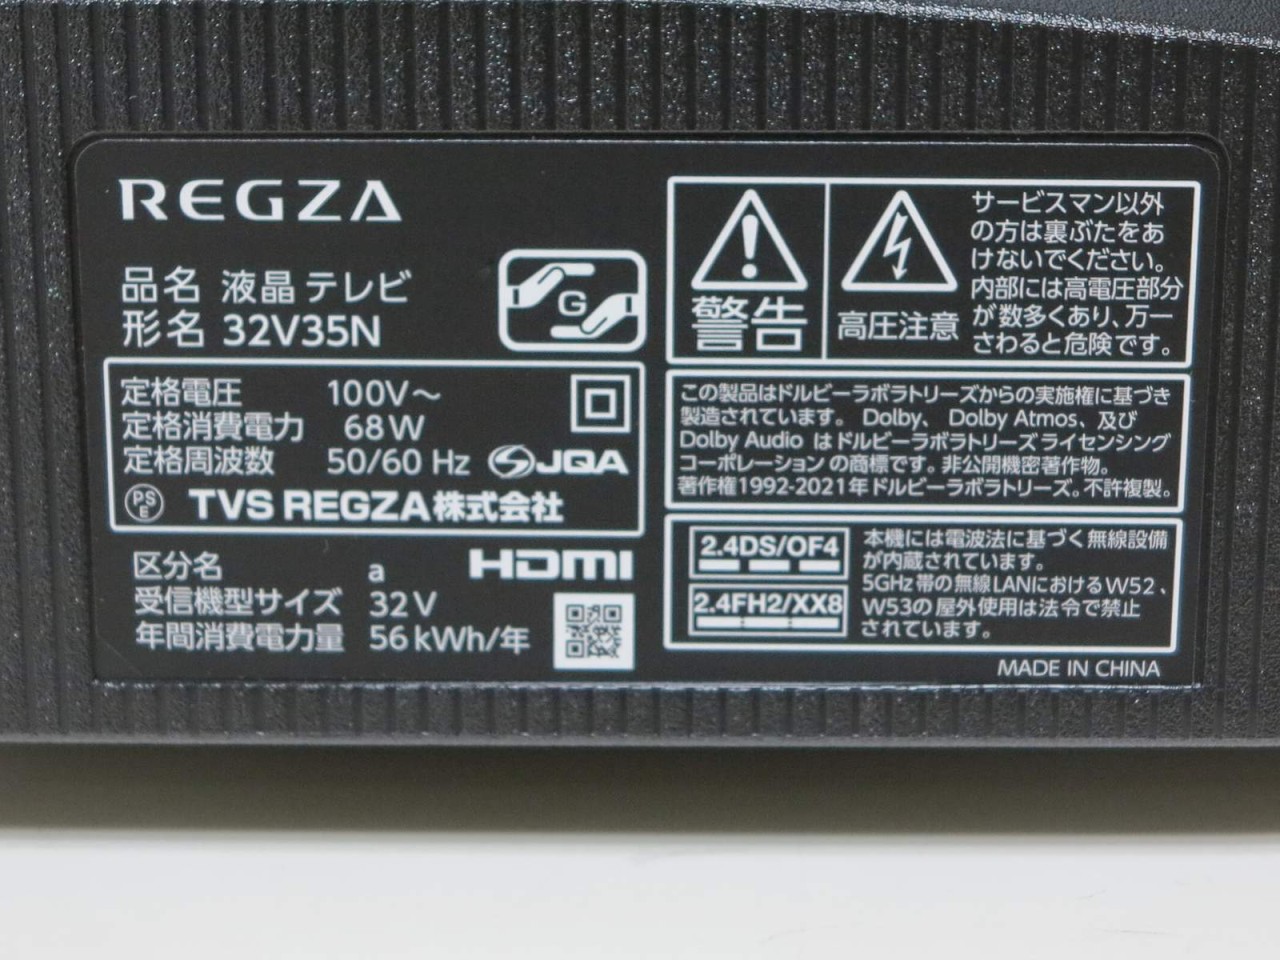 REGZA
品名 液晶テレビ
形名 32V35N
G
定格電圧 100V～
定格消費電力 68W
定格周波数 50/60 Hz
JQA
PS
E
TVS REGZA株式会社
区分名 a
受信機型サイズ 32V
年間消費電力量 56kWh/年
HDMI
警告
高圧注意
サービスマン以外
の方は裏ぶたをあ
けないでください。
内部には高電圧部分
が数多くあり、万一
さわると危険です。
この製品はドルビーラボラトリーズからの実施権に基づき
製造されています。Dolby、Dolby Atmos、及び
Dolby Audio はドルビーラボラトリーズライセンシング
コーポレーションの商標です。非公開機密著作物。
著作権1992-2021年ドルビーラボラトリーズ。不許複製。
2.4DS/OF4
2.4FH2/XX8
本機には電波法に基づく無線設備
が内蔵されています。
5GHz帯の無線LANにおけるW52、
W53の屋外使用は法令で禁止
されています。
MADE IN CHINA